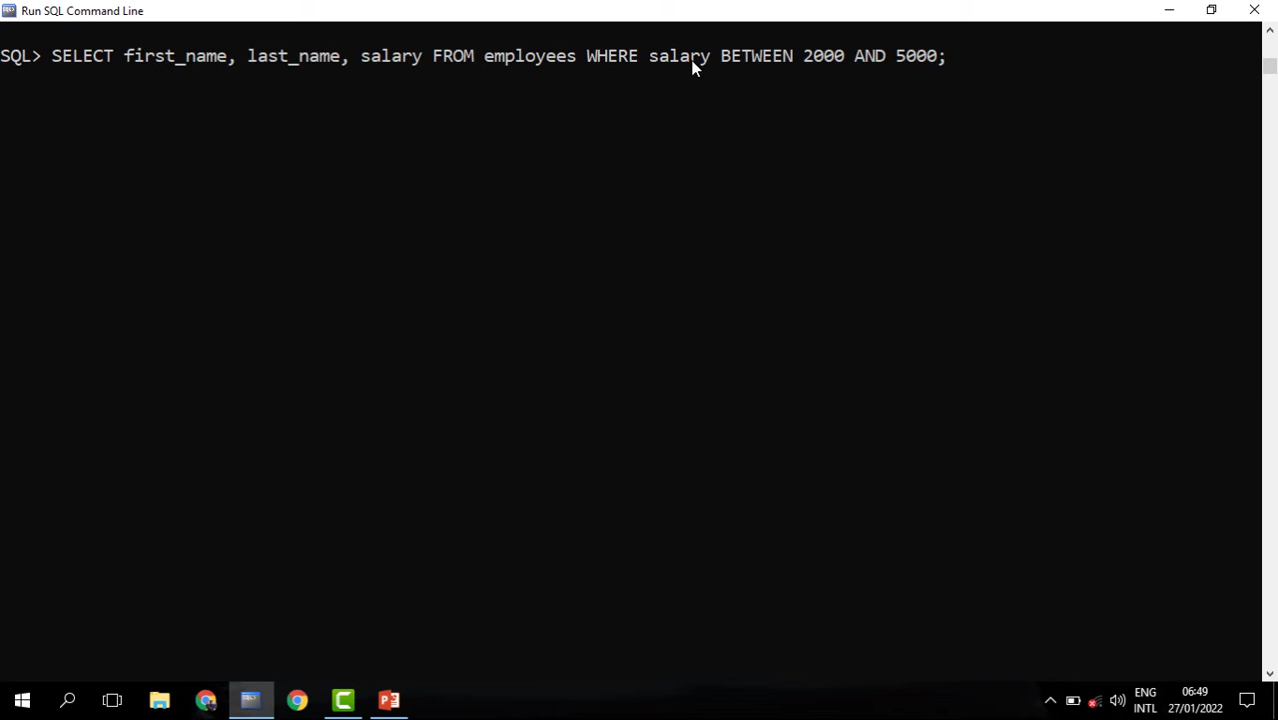 Run SQL Command Line
SQL> SELECT first_name, last_name, salary FROM employees WHERE salary BETWEEN 2000 AND 5000;
ENG
INTL
06:49
27/01/2022